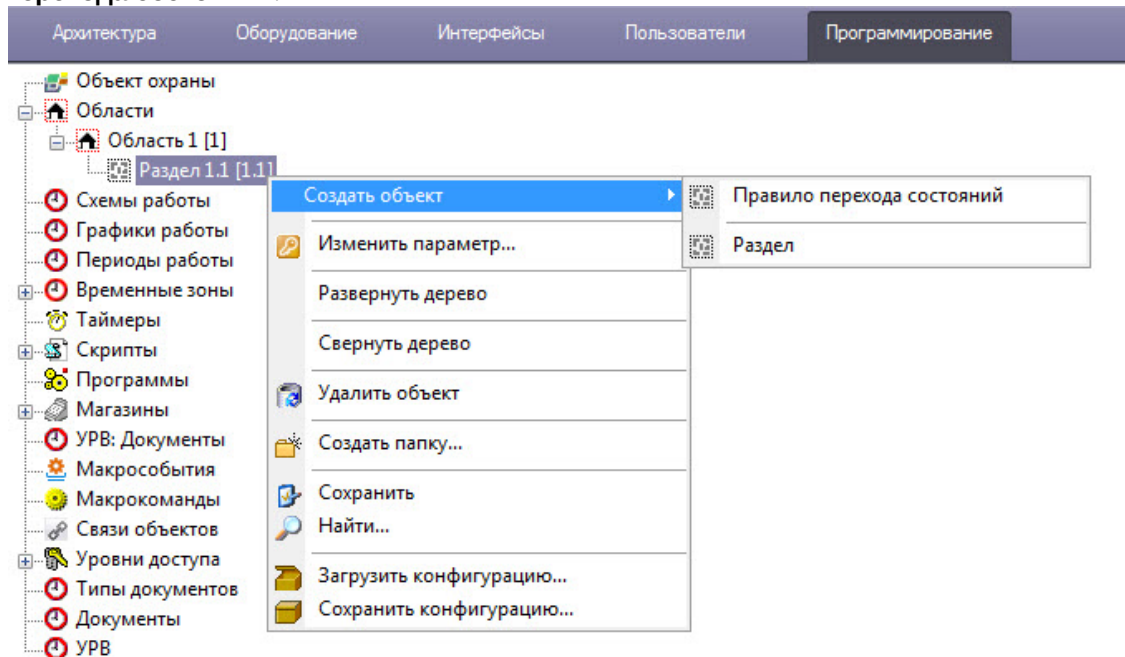 Архитектура Оборудование Интерфейсы Пользователи Программирование
Объект охраны
Области
Область 1 [1]
Раздел 1.1 [1.1]
Схемы работы
Графики работы
Периоды работы
Временные зоны
Таймеры
Скрипты
Программы
Магазины
УРВ: Документы
Макрособытия
Макрокоманды
Связи объектов
Уровни доступа
Типы документов
Документы
УРВ
Создать объект
Изменить параметр...
Развернуть дерево
Свернуть дерево
Удалить объект
Создать папку...
Сохранить
Найти...
Загрузить конфигурацию...
Сохранить конфигурацию...
Правило перехода состояний
Раздел